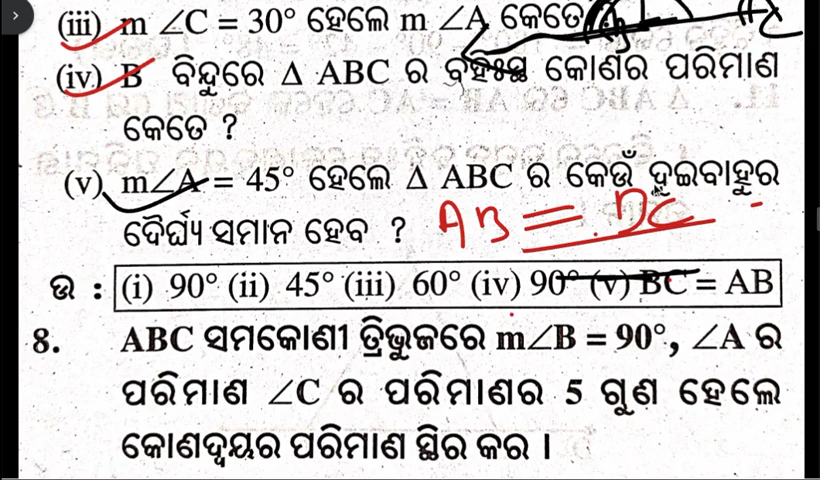 (iii) m ∠C = 30° ହେଲେ m ∠A କେତେ
(iv) B ବିନ୍ଦୁରେ Δ ABC ର ବହିଃସ୍ଥ କୋଣର ପରିମାଣ
କେତେ ?
(v) m∠A = 45° ହେଲେ Δ ABC ର କେଉଁ ଦୁଇବାହୁର
ଦୈର୍ଘ୍ୟ ସମାନ ହେବ ? AB = BC
ଉ : (i) 90° (ii) 45° (iii) 60° (iv) 90° (v) BC = AB
8. ABC ସମକୋଣୀ ତ୍ରିଭୁଜରେ m∠B = 90°, ∠A ର
ପରିମାଣ ∠C ର ପରିମାଣର 5 ଗୁଣ ହେଲେ
କୋଣଦ୍ୱୟର ପରିମାଣ ସ୍ଥିର କର ।